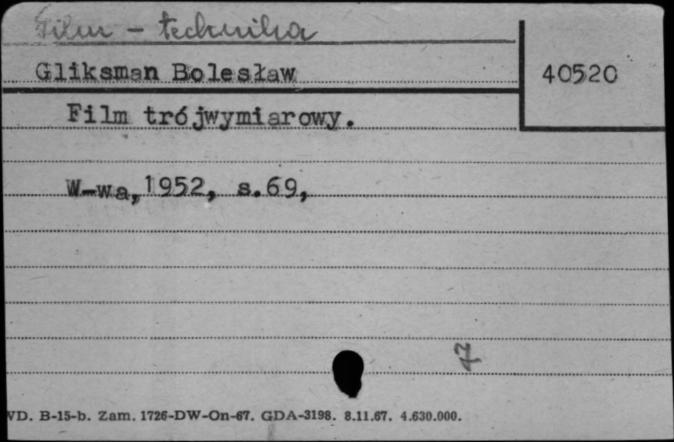 Film - technika
Gliksman Bolesław
40520
Film trójwymiarowy.
W-wa,1952, s.69,
7
WD. B-15-b. Zam. 1726-DW-On-67. GDA-3198. 8.11.67. 4.630.000.